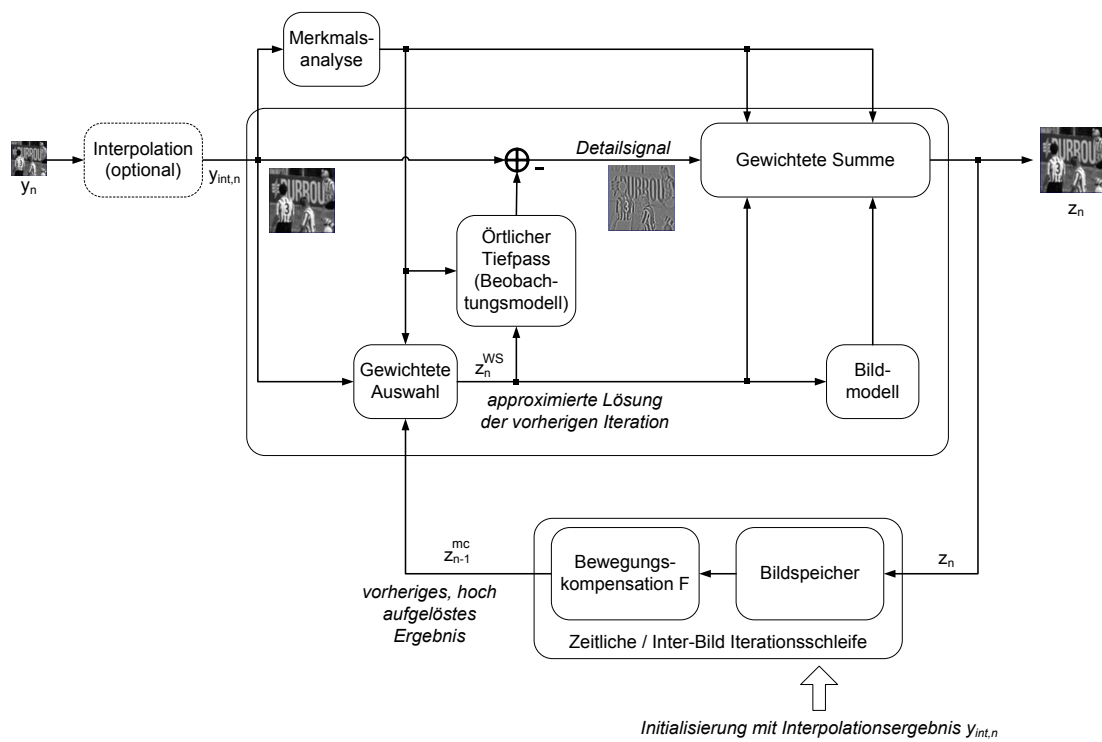 Merkmals-
analyse
Interpolation
(optional)
y_n
y_int,n
Detailsignal
-
Gewichtete Summe
z_n
Örtlicher
Tiefpass
(Beobach-
tungsmodell)
Gewichtete
Auswahl
z_n^WS
approximierte Lösung
der vorherigen Iteration
Bild-
modell
z_n-1^mc
vorheriges, hoch
aufgelöstes
Ergebnis
Bewegungs-
kompensation F
Bildspeicher
z_n
Zeitliche / Inter-Bild Iterationsschleife
Initialisierung mit Interpolationsergebnis y_int,n